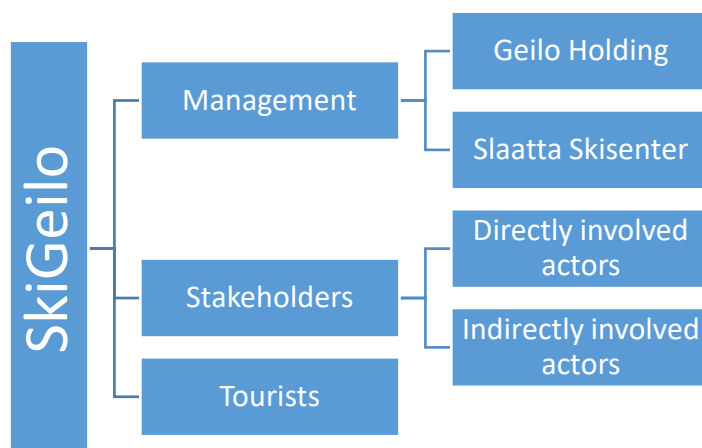 SkiGeilo
Management
Geilo Holding
Slaatta Skisenter
Stakeholders
Directly involved
actors
Indirectly involved
actors
Tourists